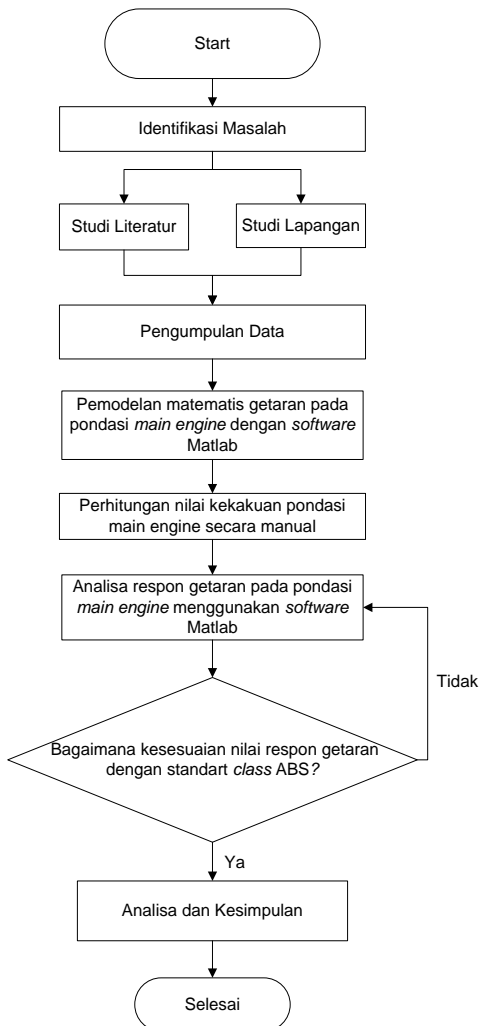 Start
Identifikasi Masalah
Studi Literatur
Studi Lapangan
Pengumpulan Data
Pemodelan matematis getaran pada
pondasi main engine dengan software
Matlab
Perhitungan nilai kekakuan pondasi
main engine secara manual
Analisa respon getaran pada pondasi
main engine menggunakan software
Matlab
Tidak
Bagaimana kesesuaian nilai respon getaran
dengan standart class ABS?
Ya
Analisa dan Kesimpulan
Selesai